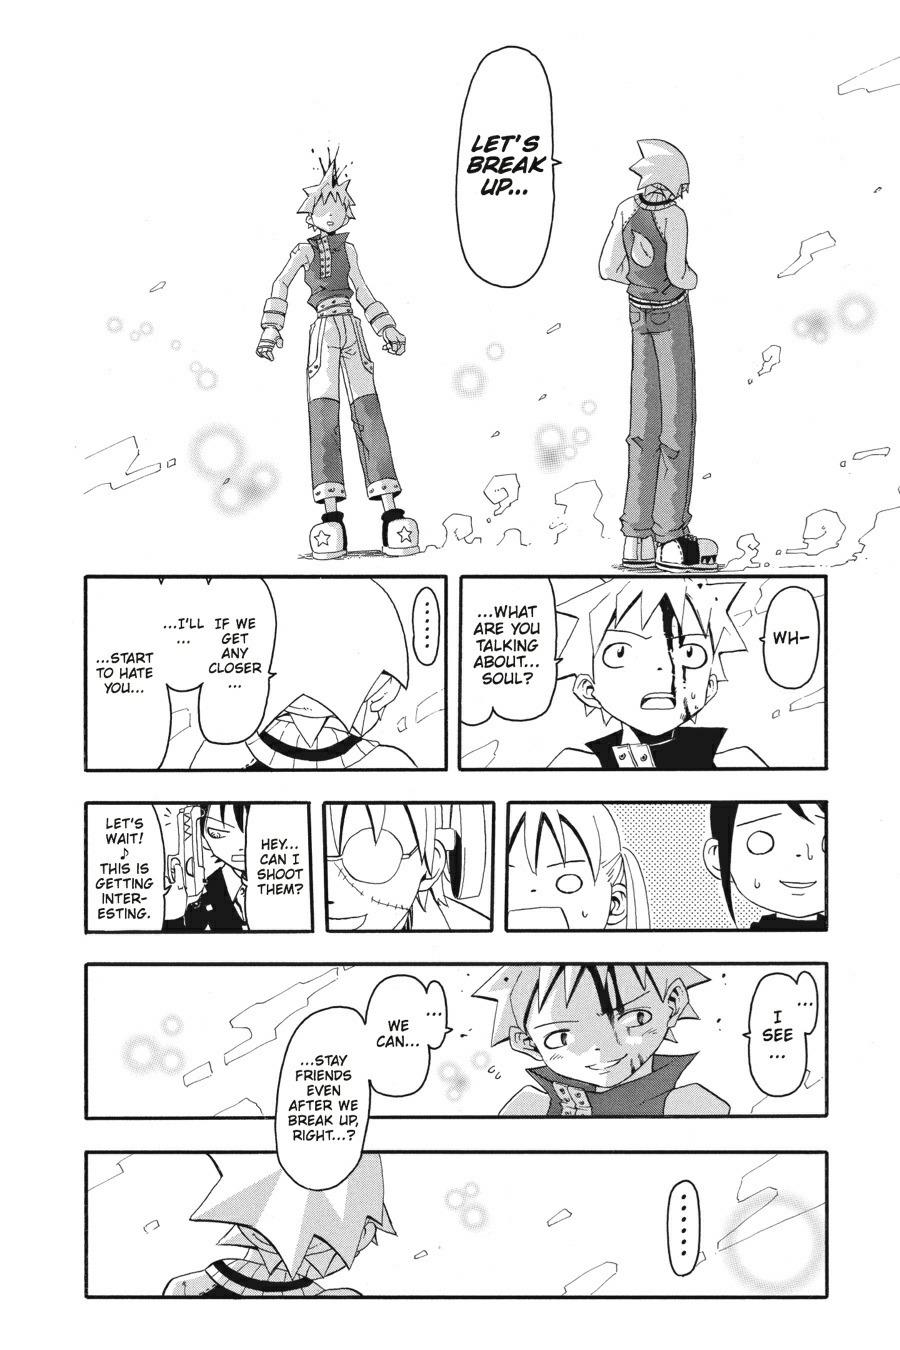 LET'S
BREAK
UP...
WH-
...WHAT
ARE YOU
TALKING
ABOUT...
SOUL?
......
IF WE
GET
ANY
CLOSER
...
...I'LL
...
...START
TO HATE
YOU...
HEY...
CAN I
SHOOT
THEM?
LET'S
WAIT!
♪
THIS IS
GETTING
INTER-
ESTING.
...
I
SEE
...
...
WE
CAN...
...STAY
FRIENDS
EVEN
AFTER WE
BREAK UP,
RIGHT...?
......